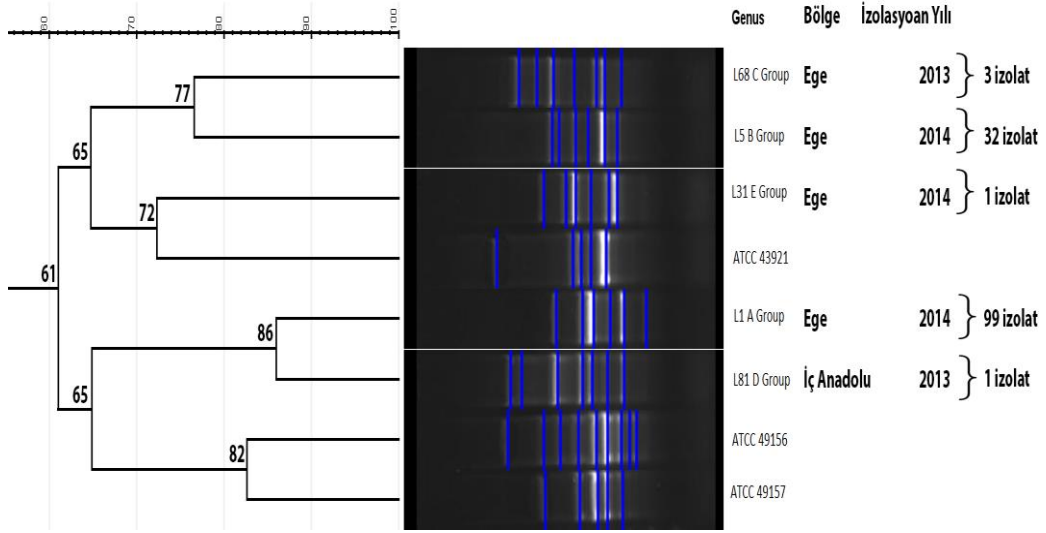 60 70 80 90 100
Genus Bölge İzolasyoan Yılı
L68 C Group Ege 2013 } 3 izolat
77
L5 B Group Ege 2014 } 32 izolat
65
L31 E Group Ege 2014 } 1 izolat
72
ATCC 43921
61
L1 A Group Ege 2014 } 99 izolat
86
L81 D Group İç Anadolu 2013 } 1 izolat
65
ATCC 49156
82
ATCC 49157